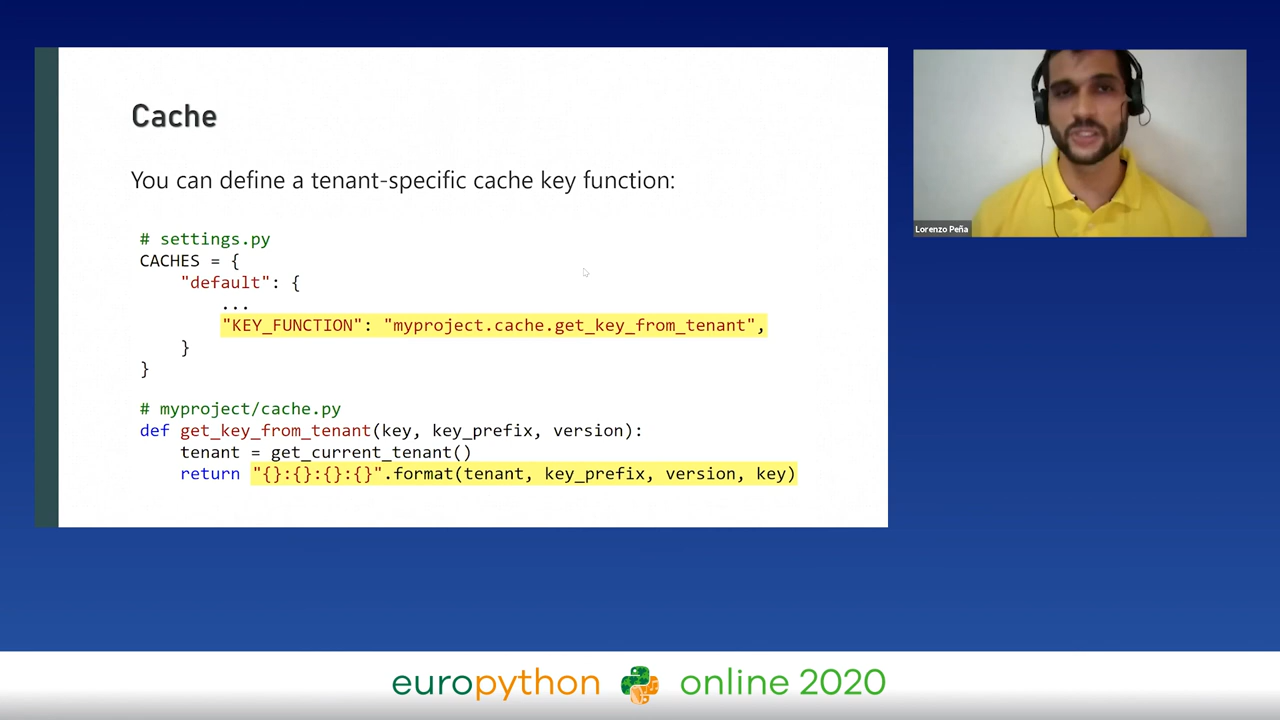 Cache
You can define a tenant-specific cache key function:
# settings.py
CACHES = {
    "default": {
        ...
        "KEY_FUNCTION": "myproject.cache.get_key_from_tenant",
    }
}
# myproject/cache.py
def get_key_from_tenant(key, key_prefix, version):
    tenant = get_current_tenant()
    return "{}:{}:{}:{}".format(tenant, key_prefix, version, key)
Lorenzo Peña
europython online 2020